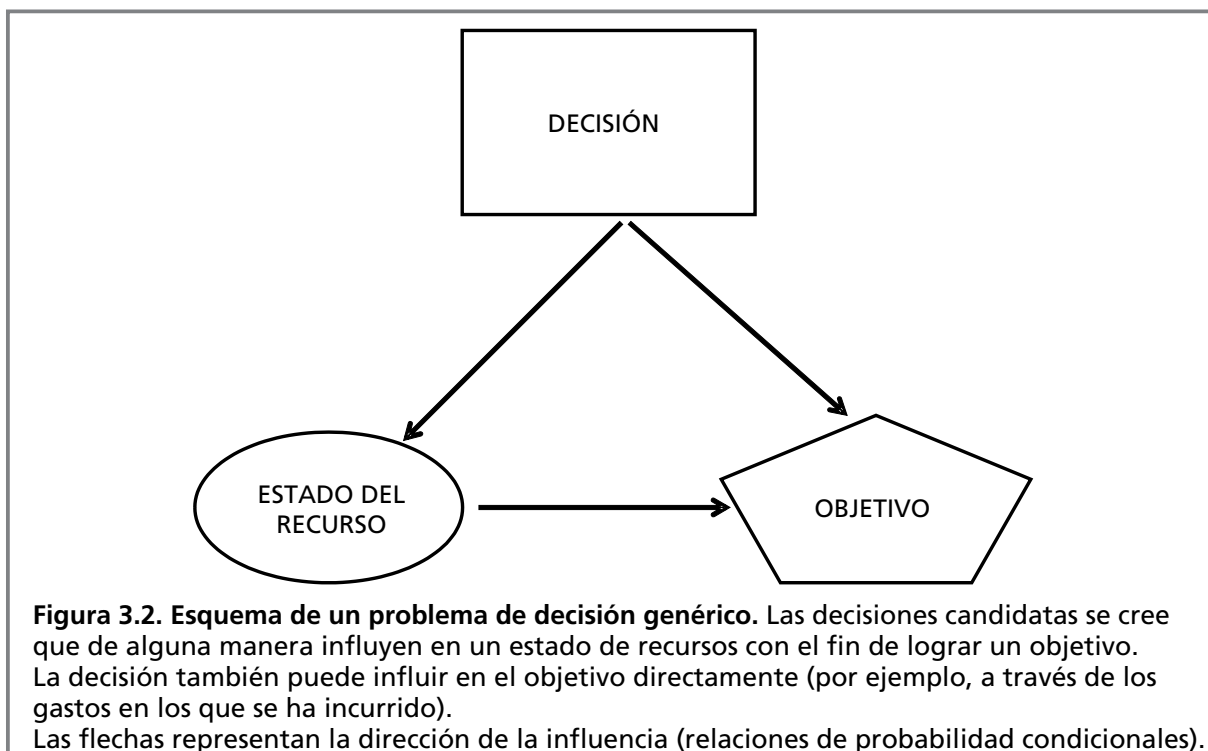 DECISIÓN
ESTADO DEL
RECURSO
OBJETIVO
Figura 3.2. Esquema de un problema de decisión genérico. Las decisiones candidatas se cree
que de alguna manera influyen en un estado de recursos con el fin de lograr un objetivo.
La decisión también puede influir en el objetivo directamente (por ejemplo, a través de los
gastos en los que se ha incurrido).
Las flechas representan la dirección de la influencia (relaciones de probabilidad condicionales).